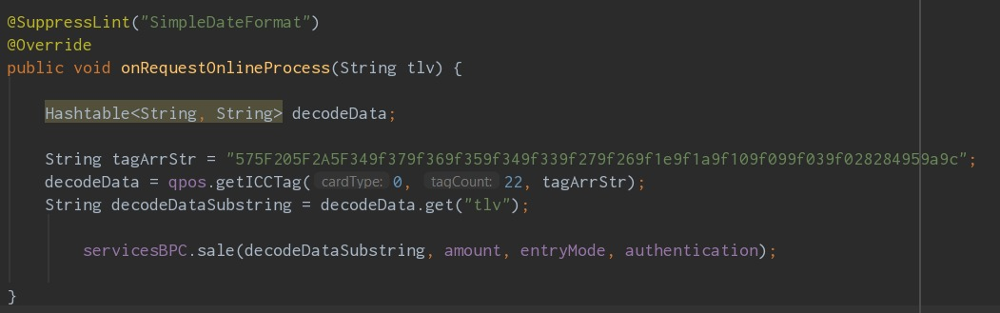 @SuppressLint("SimpleDateFormat")
@Override
public void onRequestOnlineProcess(String tlv) {
Hashtable<String, String> decodeData;
String tagArrStr = "575F205F2A5F349f379f369f359f349f339f279f269f1e9f1a9f109f099f039f028284959a9c";
decodeData = qpos.getICCTag( cardType: 0, tagCount: 22, tagArrStr);
String decodeDataSubstring = decodeData.get("tlv");
servicesBPC.sale(decodeDataSubstring, amount, entryMode, authentication);
}